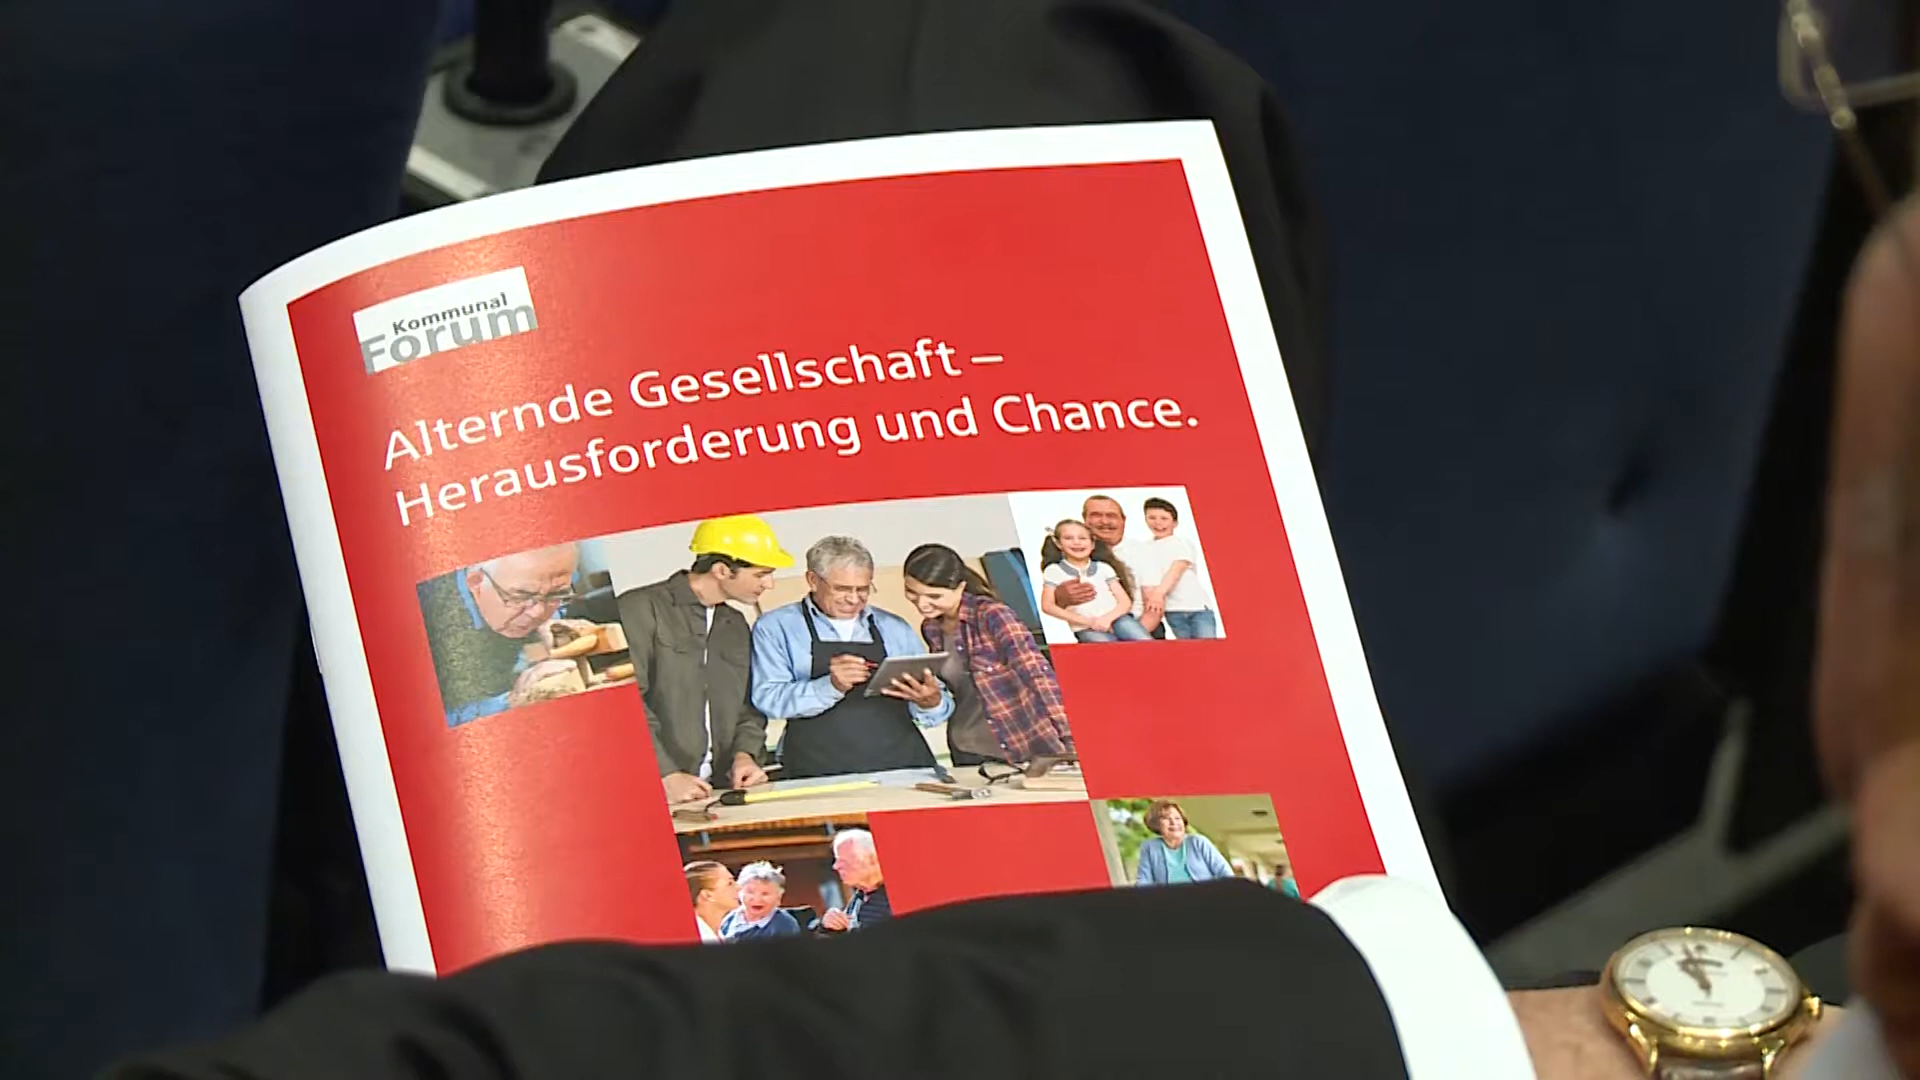 Kommunal
Forum
Alternde Gesellschaft –
Herausforderung und Chance.